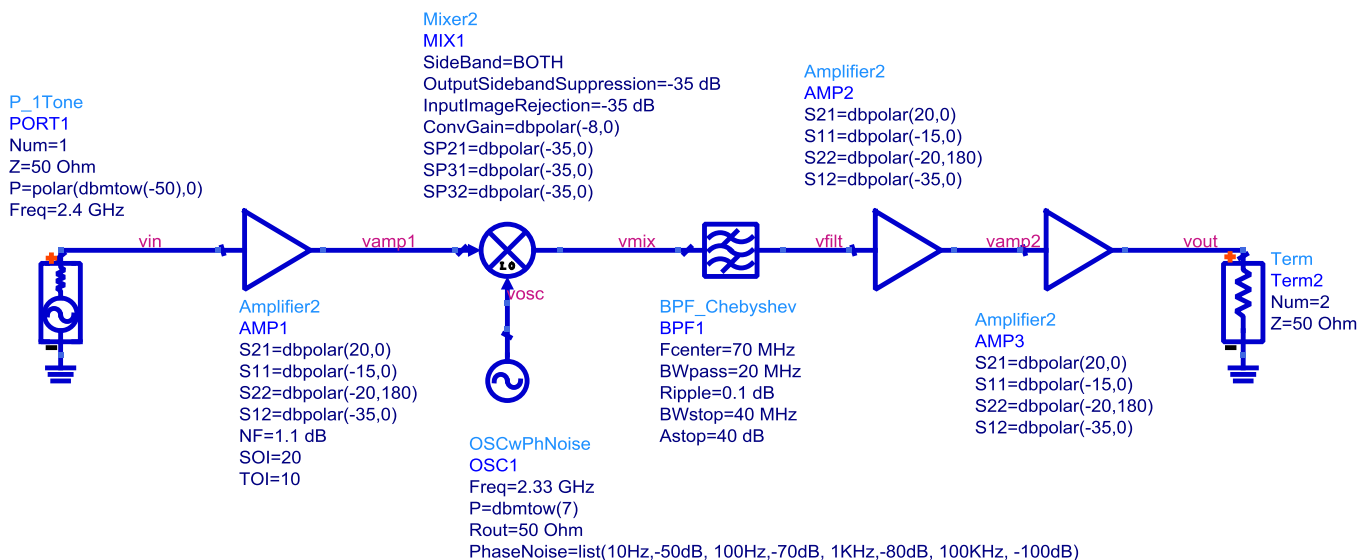 P_1Tone
PORT1
Num=1
Z=50 Ohm
P=polar(dbmtow(-50),0)
Freq=2.4 GHz
vin
Amplifier2
AMP1
S21=dbpolar(20,0)
S11=dbpolar(-15,0)
S22=dbpolar(-20,180)
S12=dbpolar(-35,0)
NF=1.1 dB
SOI=20
TOI=10
vamp1
Mixer2
MIX1
SideBand=BOTH
OutputSidebandSuppression=-35 dB
InputImageRejection=-35 dB
ConvGain=dbpolar(-8,0)
SP21=dbpolar(-35,0)
SP31=dbpolar(-35,0)
SP32=dbpolar(-35,0)
LO
vosc
OSCwPhNoise
OSC1
Freq=2.33 GHz
P=dbmtow(7)
Rout=50 Ohm
PhaseNoise=list(10Hz,-50dB, 100Hz,-70dB, 1KHz,-80dB, 100KHz, -100dB)
vmix
BPF_Chebyshev
BPF1
Fcenter=70 MHz
BWpass=20 MHz
Ripple=0.1 dB
BWstop=40 MHz
Astop=40 dB
vfilt
Amplifier2
AMP2
S21=dbpolar(20,0)
S11=dbpolar(-15,0)
S22=dbpolar(-20,180)
S12=dbpolar(-35,0)
vamp2
Amplifier2
AMP3
S21=dbpolar(20,0)
S11=dbpolar(-15,0)
S22=dbpolar(-20,180)
S12=dbpolar(-35,0)
vout
Term
Term2
Num=2
Z=50 Ohm